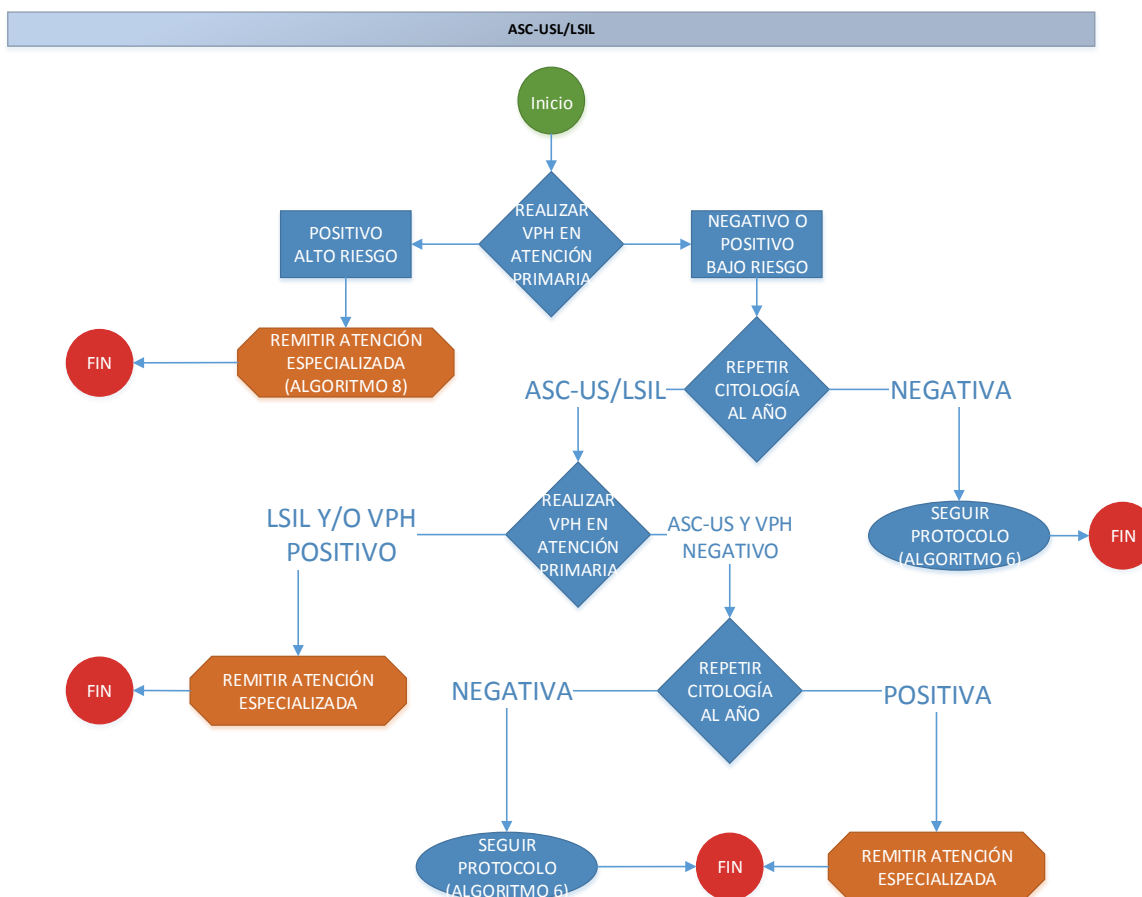 ASC-USL/LSIL
Inicio
REALIZAR
VPH EN
ATENCIÓN
PRIMARIA
POSITIVO
ALTO RIESGO
NEGATIVO O
POSITIVO
BAJO RIESGO
REMITIR ATENCIÓN
ESPECIALIZADA
(ALGORITMO 8)
FIN
REPETIR
CITOLOGÍA
AL AÑO
ASC-US/LSIL
NEGATIVA
REALIZAR
VPH EN
ATENCIÓN
PRIMARIA
LSIL Y/O VPH
POSITIVO
ASC-US Y VPH
NEGATIVO
SEGUIR
PROTOCOLO
(ALGORITMO 6)
FIN
REMITIR ATENCIÓN
ESPECIALIZADA
FIN
REPETIR
CITOLOGÍA
AL AÑO
NEGATIVA
POSITIVA
SEGUIR
PROTOCOLO
(ALGORITMO 6)
FIN
REMITIR ATENCIÓN
ESPECIALIZADA